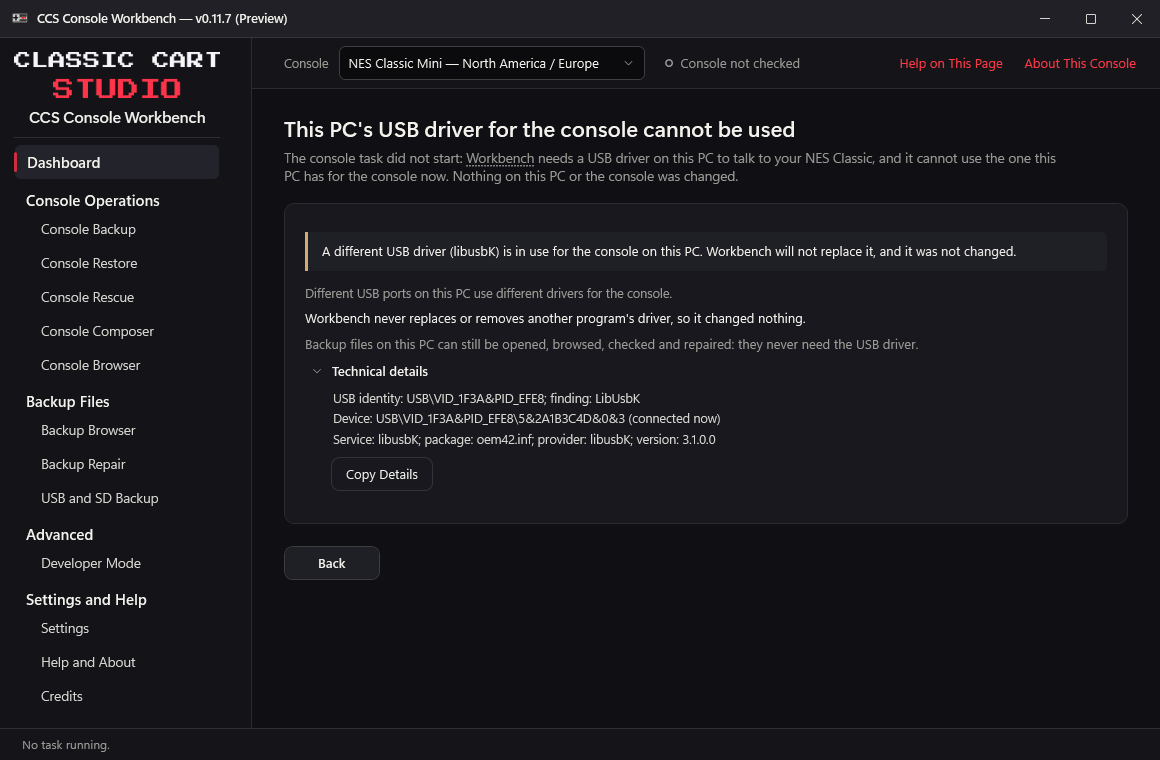 CCS Console Workbench — v0.11.7 (Preview)
CLASSIC CART
STUDIO
CCS Console Workbench
Dashboard
Console Operations
Console Backup
Console Restore
Console Rescue
Console Composer
Console Browser
Backup Files
Backup Browser
Backup Repair
USB and SD Backup
Advanced
Developer Mode
Settings and Help
Settings
Help and About
Credits
Console
NES Classic Mini — North America / Europe
Console not checked
Help on This Page
About This Console
This PC's USB driver for the console cannot be used
The console task did not start: Workbench needs a USB driver on this PC to talk to your NES Classic, and it cannot use the one this
PC has for the console now. Nothing on this PC or the console was changed.
A different USB driver (libusbK) is in use for the console on this PC. Workbench will not replace it, and it was not changed.
Different USB ports on this PC use different drivers for the console.
Workbench never replaces or removes another program's driver, so it changed nothing.
Backup files on this PC can still be opened, browsed, checked and repaired: they never need the USB driver.
Technical details
USB identity: USB\VID_1F3A&PID_EFE8; finding: LibUsbK
Device: USB\VID_1F3A&PID_EFE8\5&2A1B3C4D&0&3 (connected now)
Service: libusbK; package: oem42.inf; provider: libusbK; version: 3.1.0.0
Copy Details
Back
No task running.